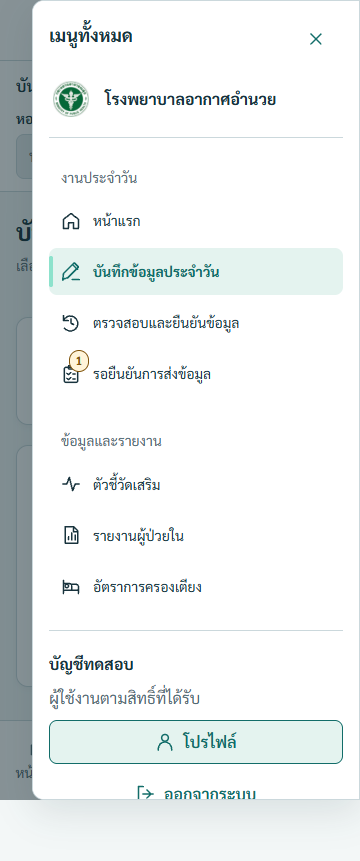 เมนูทั้งหมด
โรงพยาบาลอากาศอำนวย
งานประจำวัน
หน้าแรก
บันทึกข้อมูลประจำวัน
ตรวจสอบและยืนยันข้อมูล
1
รอยืนยันการส่งข้อมูล
ข้อมูลและรายงาน
ตัวชี้วัดเสริม
รายงานผู้ป่วยใน
อัตราการครองเตียง
บัญชีทดสอบ
ผู้ใช้งานตามสิทธิ์ที่ได้รับ
โปรไฟล์
ออกจากระบบ